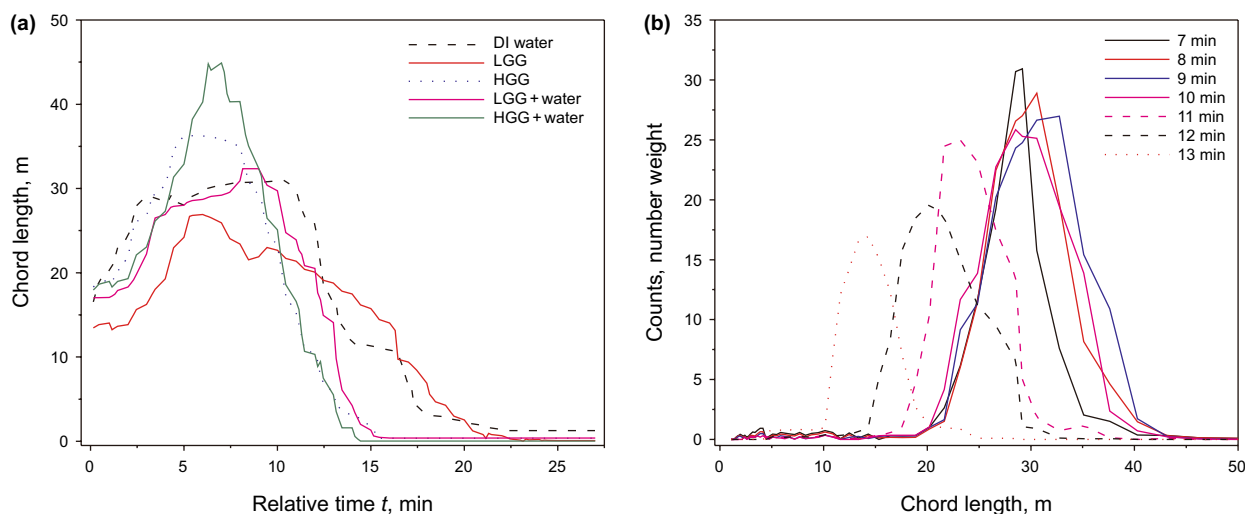 (a)
50
40
30
20
10
0
Chord length, m
DI water
LGG
HGG
LGG + water
HGG + water
0 5 10 15 20 25
Relative time t, min
(b)
35
30
25
20
15
10
5
0
Counts, number weight
7 min
8 min
9 min
10 min
11 min
12 min
13 min
0 10 20 30 40 50
Chord length, m